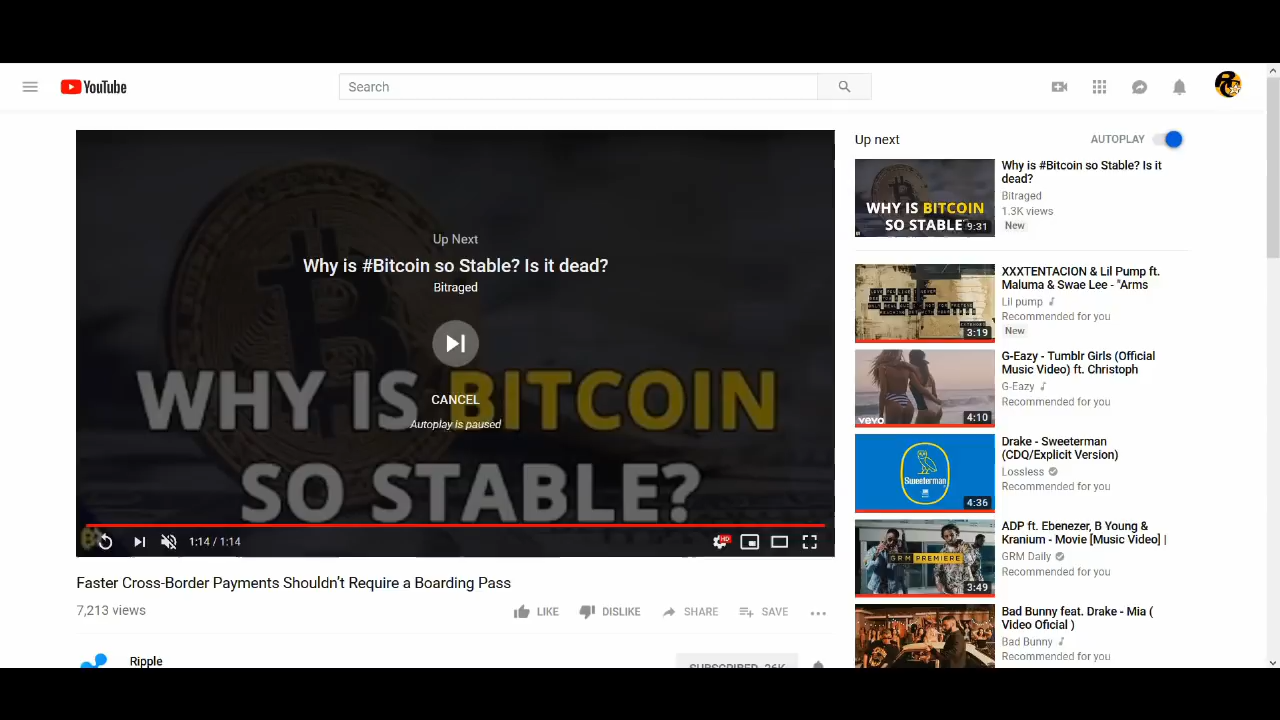 YouTube
Search
Up Next
Why is #Bitcoin so Stable? Is it dead?
Bitraged
WHY IS BITCOIN
SO STABLE?
CANCEL
Autoplay is paused
1:14 / 1:14
HD
Faster Cross-Border Payments Shouldn't Require a Boarding Pass
7,213 views
LIKE
DISLIKE
SHARE
SAVE
Ripple
SUBSCRIBED 26K
Up next
AUTOPLAY
WHY IS BITCOIN
SO STABLE
9:31
Why is #Bitcoin so Stable? Is it
dead?
Bitraged
1.3K views
New
3:19
XXXTENTACION & Lil Pump ft.
Maluma & Swae Lee - "Arms
Lil pump
Recommended for you
New
vevo
4:10
G-Eazy - Tumblr Girls (Official
Music Video) ft. Christoph
G-Eazy
Recommended for you
Sweeterman
4:36
Drake - Sweeterman
(CDQ/Explicit Version)
Lossless
Recommended for you
GRM PREMIERE
3:49
ADP ft. Ebenezer, B Young &
Kranium - Movie [Music Video] |
GRM Daily
Recommended for you
Bad Bunny feat. Drake - Mia (
Video Oficial )
Bad Bunny
Recommended for you